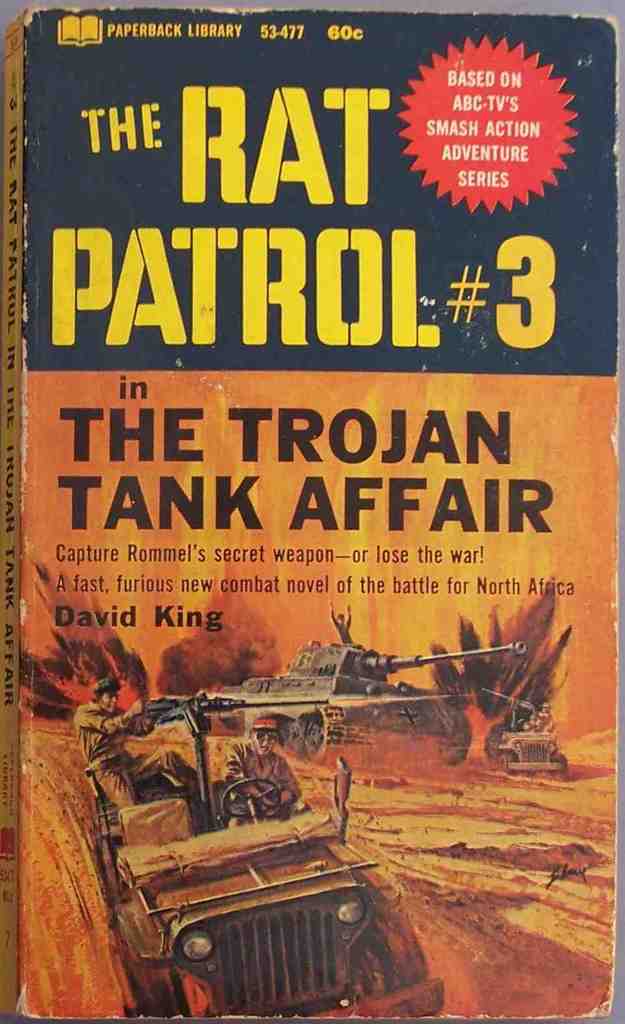 PAPERBACK LIBRARY 53-477 60c
BASED ON
ABC-TV'S
SMASH ACTION
ADVENTURE
SERIES
THE RAT
PATROL #3
in
THE TROJAN
TANK AFFAIR
Capture Rommel's secret weapon—or lose the war!
A fast, furious new combat novel of the battle for North Africa
David King
THE RAT PATROL IN THE TROJAN TANK AFFAIR